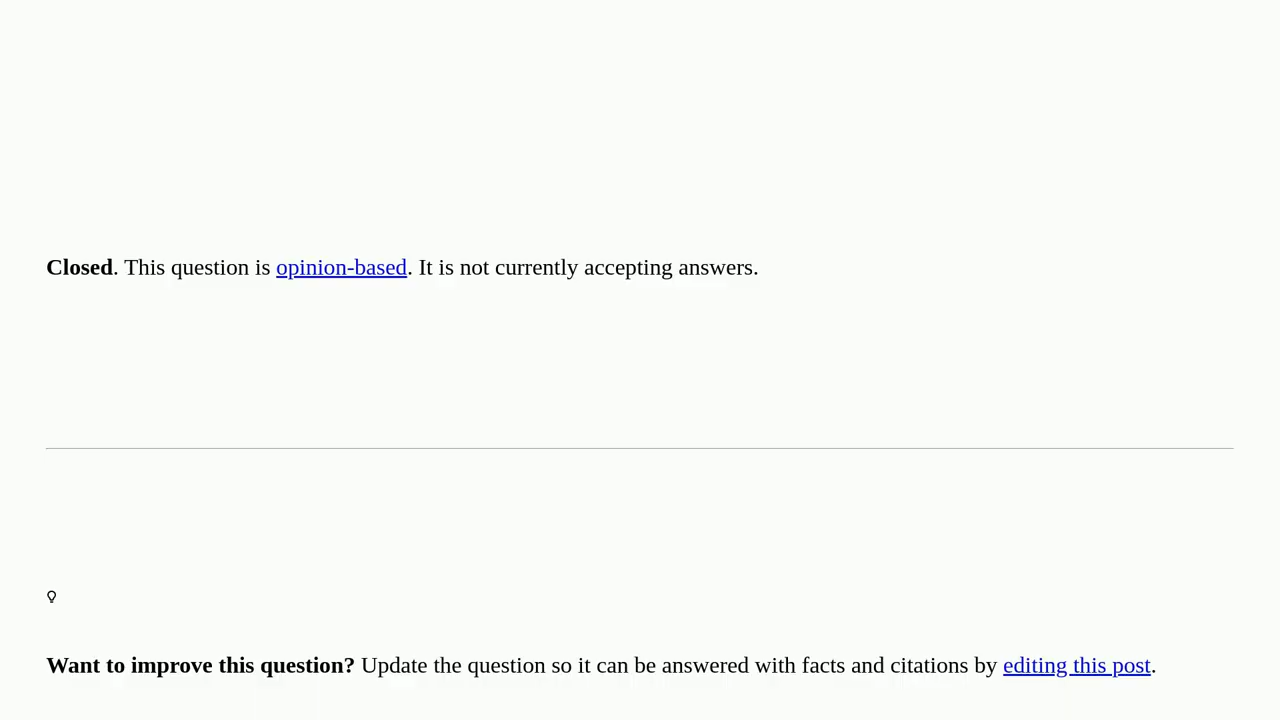 Closed. This question is opinion-based. It is not currently accepting answers.
Want to improve this question? Update the question so it can be answered with facts and citations by editing this post.